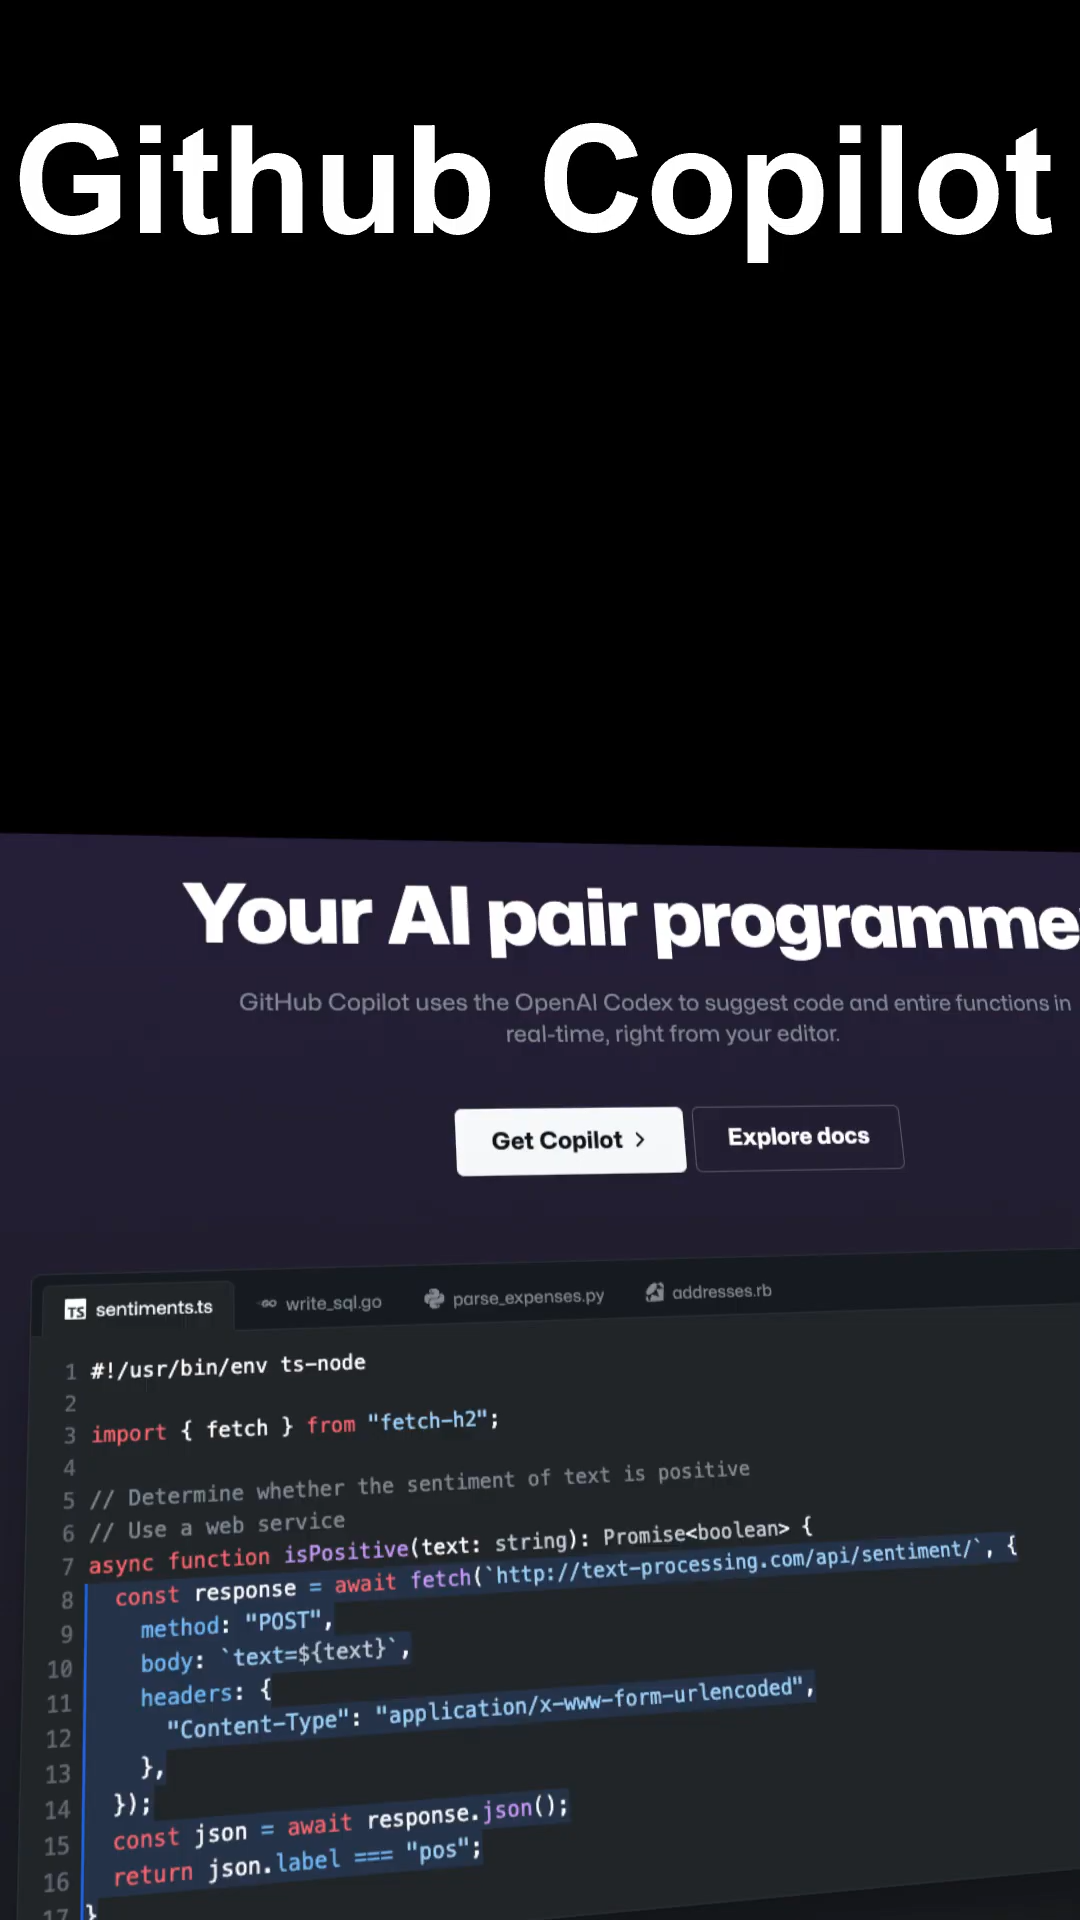 Github Copilot
Your AI pair programmer
GitHub Copilot uses the OpenAI Codex to suggest code and entire functions in
real-time, right from your editor.
Get Copilot >
Explore docs
TS sentiments.ts
write_sql.go
parse_expenses.py
addresses.rb
1 #!/usr/bin/env ts-node
2
3 import { fetch } from "fetch-h2";
4
5 // Determine whether the sentiment of text is positive
6 // Use a web service
7 async function isPositive(text: string): Promise<boolean> {
8 const response = await fetch(`http://text-processing.com/api/sentiment/`, {
9 method: "POST",
10 body: `text=${text}`,
11 headers: {
12 "Content-Type": "application/x-www-form-urlencoded",
13 },
14 });
15 const json = await response.json();
16 return json.label === "pos";
17 }